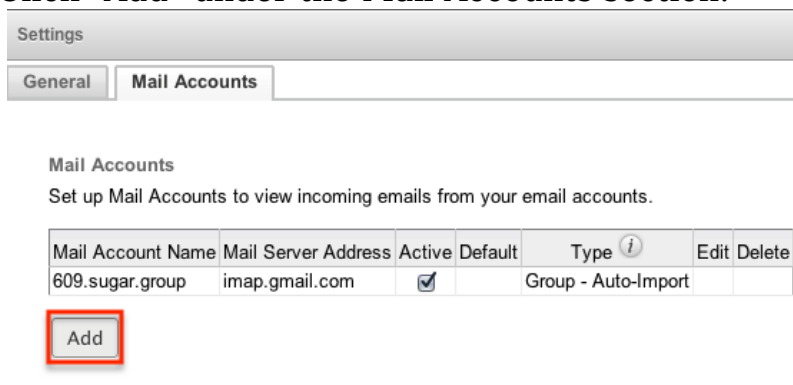 Click "Add" under the Mail Accounts section.
Settings
General Mail Accounts
Mail Accounts
Set up Mail Accounts to view incoming emails from your email accounts.
Mail Account Name Mail Server Address Active Default Type i Edit Delete
609.sugar.group imap.gmail.com Group - Auto-Import
Add